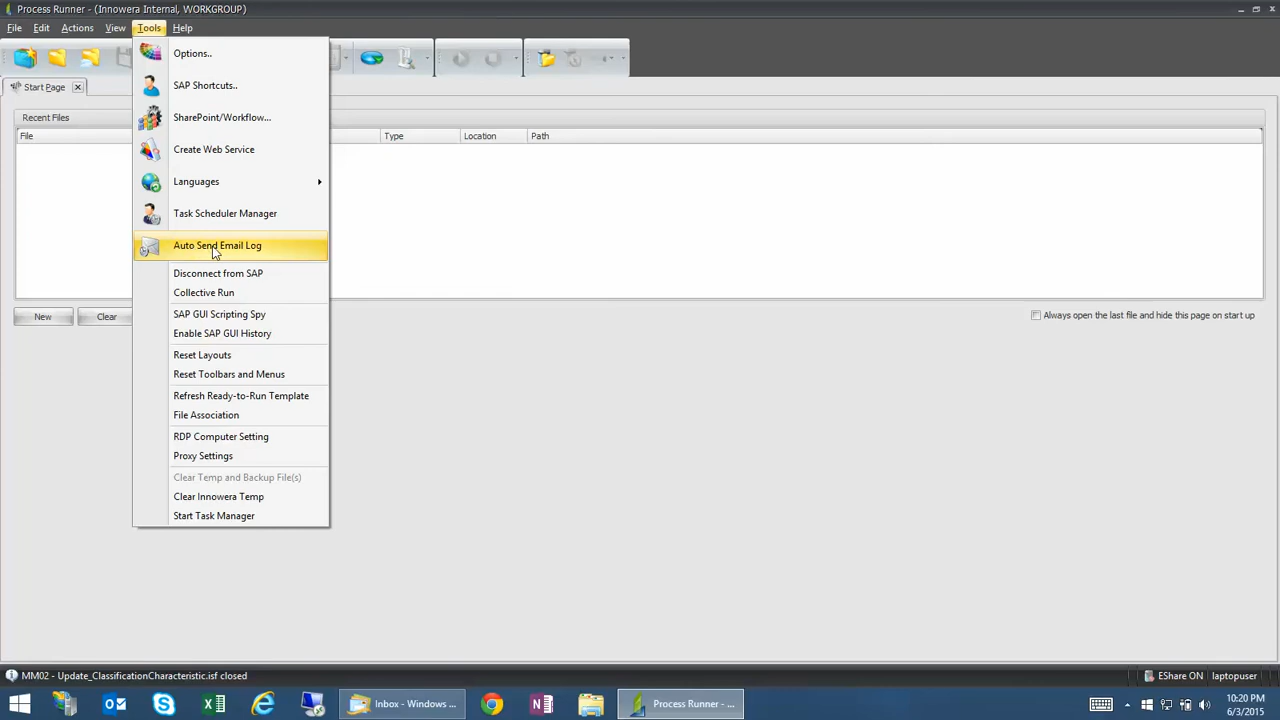 Process Runner - (Innowera Internal, WORKGROUP)
File Edit Actions View Tools Help
Options..
Start Page
SAP Shortcuts..
Recent Files
SharePoint/Workflow...
File Type Location Path
Create Web Service
Languages
Task Scheduler Manager
Auto Send Email Log
Disconnect from SAP
Collective Run
New Clear SAP GUI Scripting Spy Always open the last file and hide this page on start up
Enable SAP GUI History
Reset Layouts
Reset Toolbars and Menus
Refresh Ready-to-Run Template
File Association
RDP Computer Setting
Proxy Settings
Clear Temp and Backup File(s)
Clear Innowera Temp
Start Task Manager
MM02 - Update_ClassificationCharacteristic.isf closed EShare ON laptopuser
Inbox - Windows ... Process Runner - ... 10:20 PM
6/3/2015